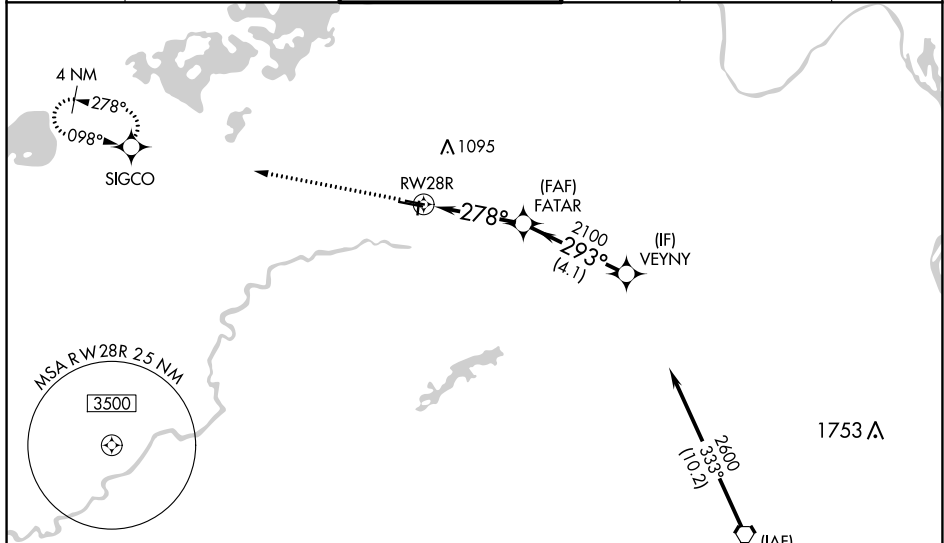 4 NM
278°
098°
SIGCO
1095
RW28R
(FAF)
FATAR
278°
2100
293°
(4.1)
(IF)
VEYNY
MSA RW28R 25 NM
3500
2600
333°
(10.2)
1753
(IAF)